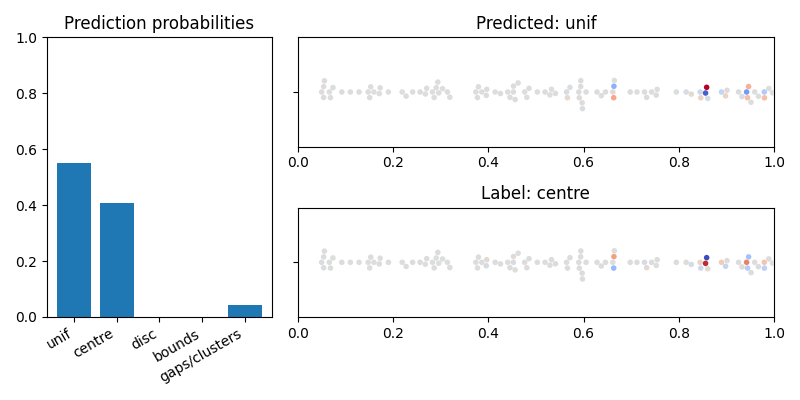 Prediction probabilities
1.0
0.8
0.6
0.4
0.2
0.0
unif
centre
disc
bounds
gaps/clusters
Predicted: unif
0.0 0.2 0.4 0.6 0.8 1.0
Label: centre
0.0 0.2 0.4 0.6 0.8 1.0